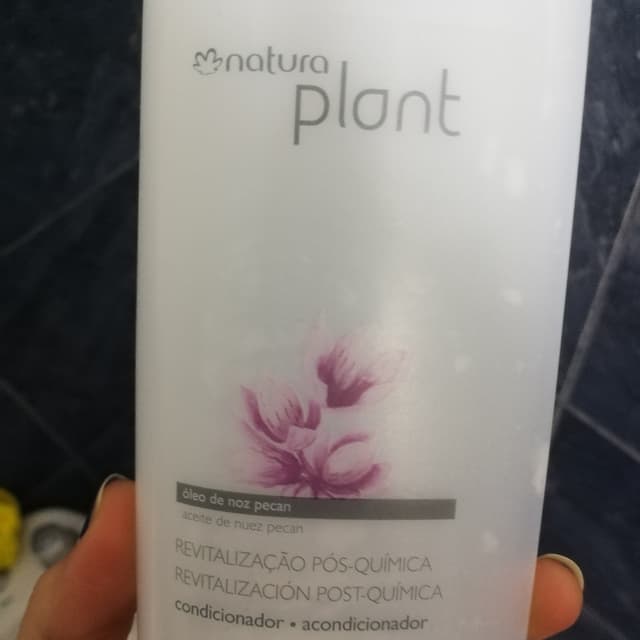 natura
plant
óleo de noz pecan
aceite de nuez pecan
REVITALIZAÇÃO PÓS-QUÍMICA
REVITALIZACIÓN POST-QUÍMICA
condicionador • acondicionador